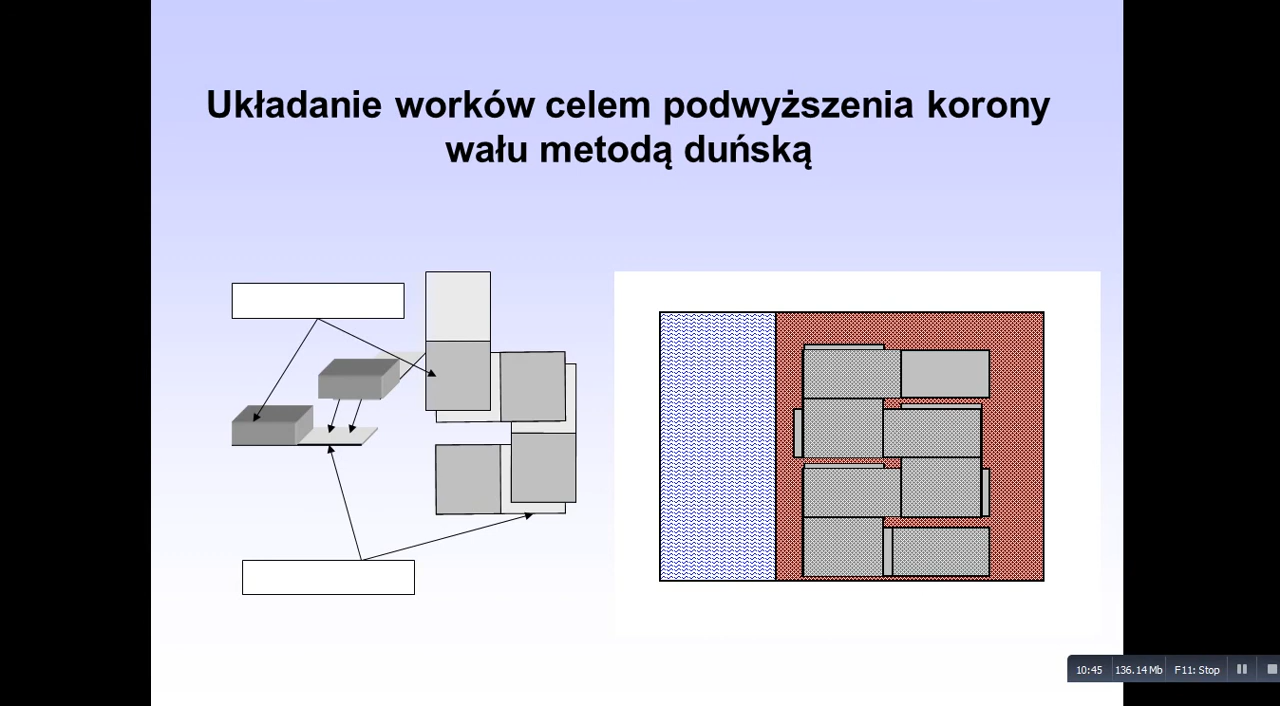 Układanie worków celem podwyższenia korony
wału metodą duńską
10:45 136.14 Mb F11: Stop